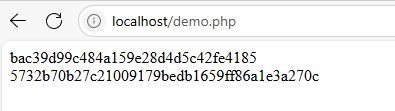 localhost/demo.php
bac39d99c484a159e28d4d5c42fe4185
5732b70b27c21009179bedb1659ff86a1e3a270c